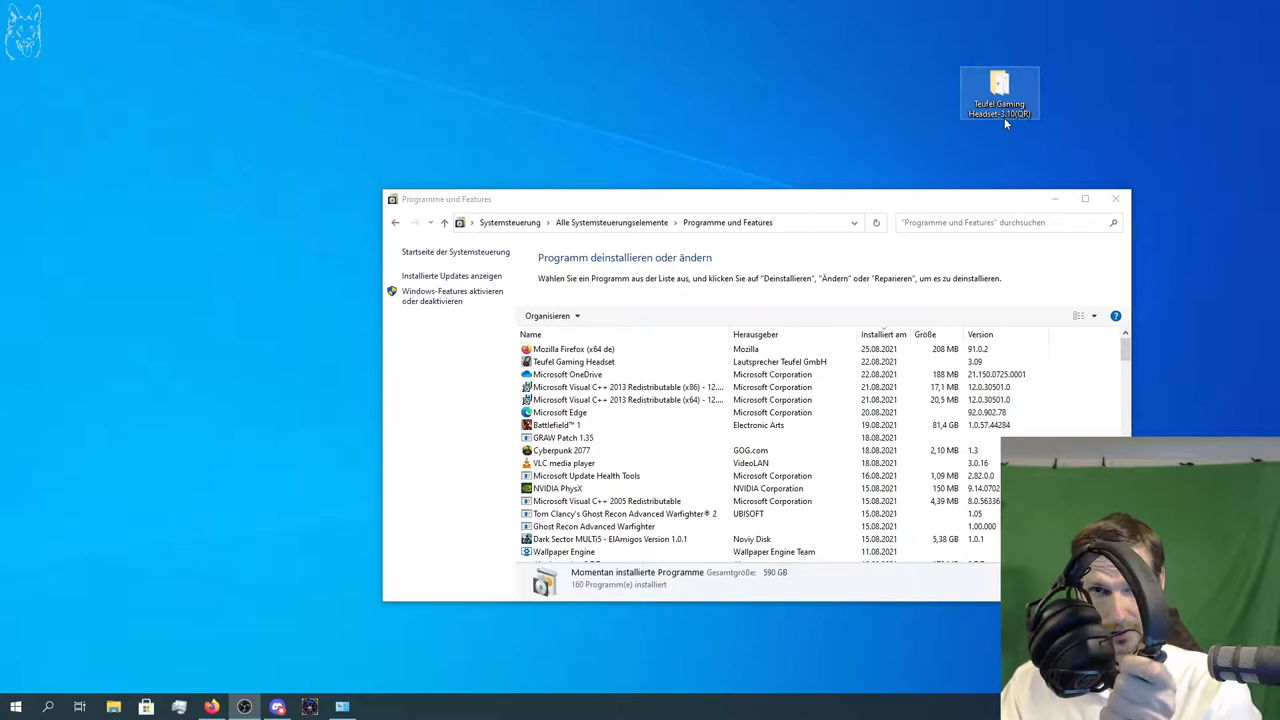 Teufel Gaming
Headset-3.10(QR)
Programme und Features
Systemsteuerung > Alle Systemsteuerungselemente > Programme und Features
"Programme und Features" durchsuchen
Startseite der Systemsteuerung
Installierte Updates anzeigen
Windows-Features aktivieren
oder deaktivieren
Programm deinstallieren oder ändern
Wählen Sie ein Programm aus der Liste aus, und klicken Sie auf "Deinstallieren", "Ändern" oder "Reparieren", um es zu deinstallieren.
Organisieren
Name Herausgeber Installiert am Größe Version
Mozilla Firefox (x64 de) Mozilla 25.08.2021 208 MB 91.0.2
Teufel Gaming Headset Lautsprecher Teufel GmbH 22.08.2021 3.09
Microsoft OneDrive Microsoft Corporation 22.08.2021 188 MB 21.150.0725.0001
Microsoft Visual C++ 2013 Redistributable (x86) - 12.... Microsoft Corporation 21.08.2021 17,1 MB 12.0.30501.0
Microsoft Visual C++ 2013 Redistributable (x64) - 12.... Microsoft Corporation 21.08.2021 20,5 MB 12.0.30501.0
Microsoft Edge Microsoft Corporation 20.08.2021 92.0.902.78
Battlefield™ 1 Electronic Arts 19.08.2021 81,4 GB 1.0.57.44284
GRAW Patch 1.35 18.08.2021
Cyberpunk 2077 GOG.com 18.08.2021 2,10 MB 1.3
VLC media player VideoLAN 18.08.2021 3.0.16
Microsoft Update Health Tools Microsoft Corporation 16.08.2021 1,09 MB 2.82.0.0
NVIDIA PhysX NVIDIA Corporation 15.08.2021 150 MB 9.14.0702
Microsoft Visual C++ 2005 Redistributable Microsoft Corporation 15.08.2021 4,39 MB 8.0.56336
Tom Clancy's Ghost Recon Advanced Warfighter® 2 UBISOFT 15.08.2021 1.05
Ghost Recon Advanced Warfighter 15.08.2021 1.00.000
Dark Sector MULTi5 - ElAmigos Version 1.0.1 Noviy Disk 15.08.2021 5,38 GB 1.0.1
Wallpaper Engine Wallpaper Engine Team 11.08.2021
Momentan installierte Programme Gesamtgröße: 590 GB
160 Programm(e) installiert